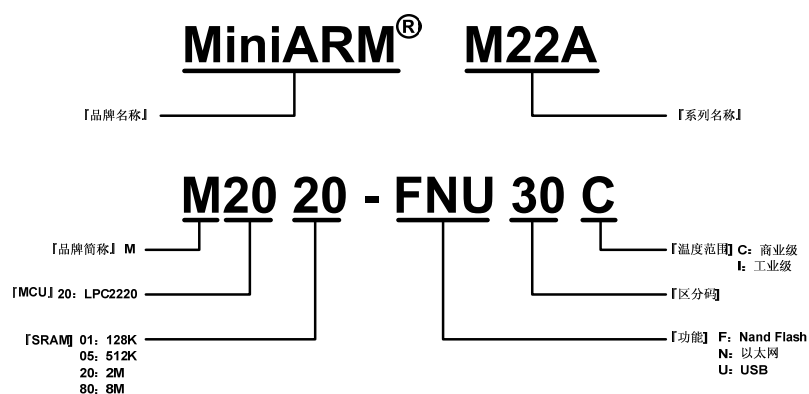 MiniARM® M22A
『品牌名称』 『系列名称』
M20 20 - FNU 30 C
『品牌简称』 M
『温度范围』 C：商业级
I：工业级
『MCU』 20：LPC2220
『区分码』
『SRAM』 01：128K
05：512K
20：2M
80：8M
『功能』 F：Nand Flash
N：以太网
U：USB